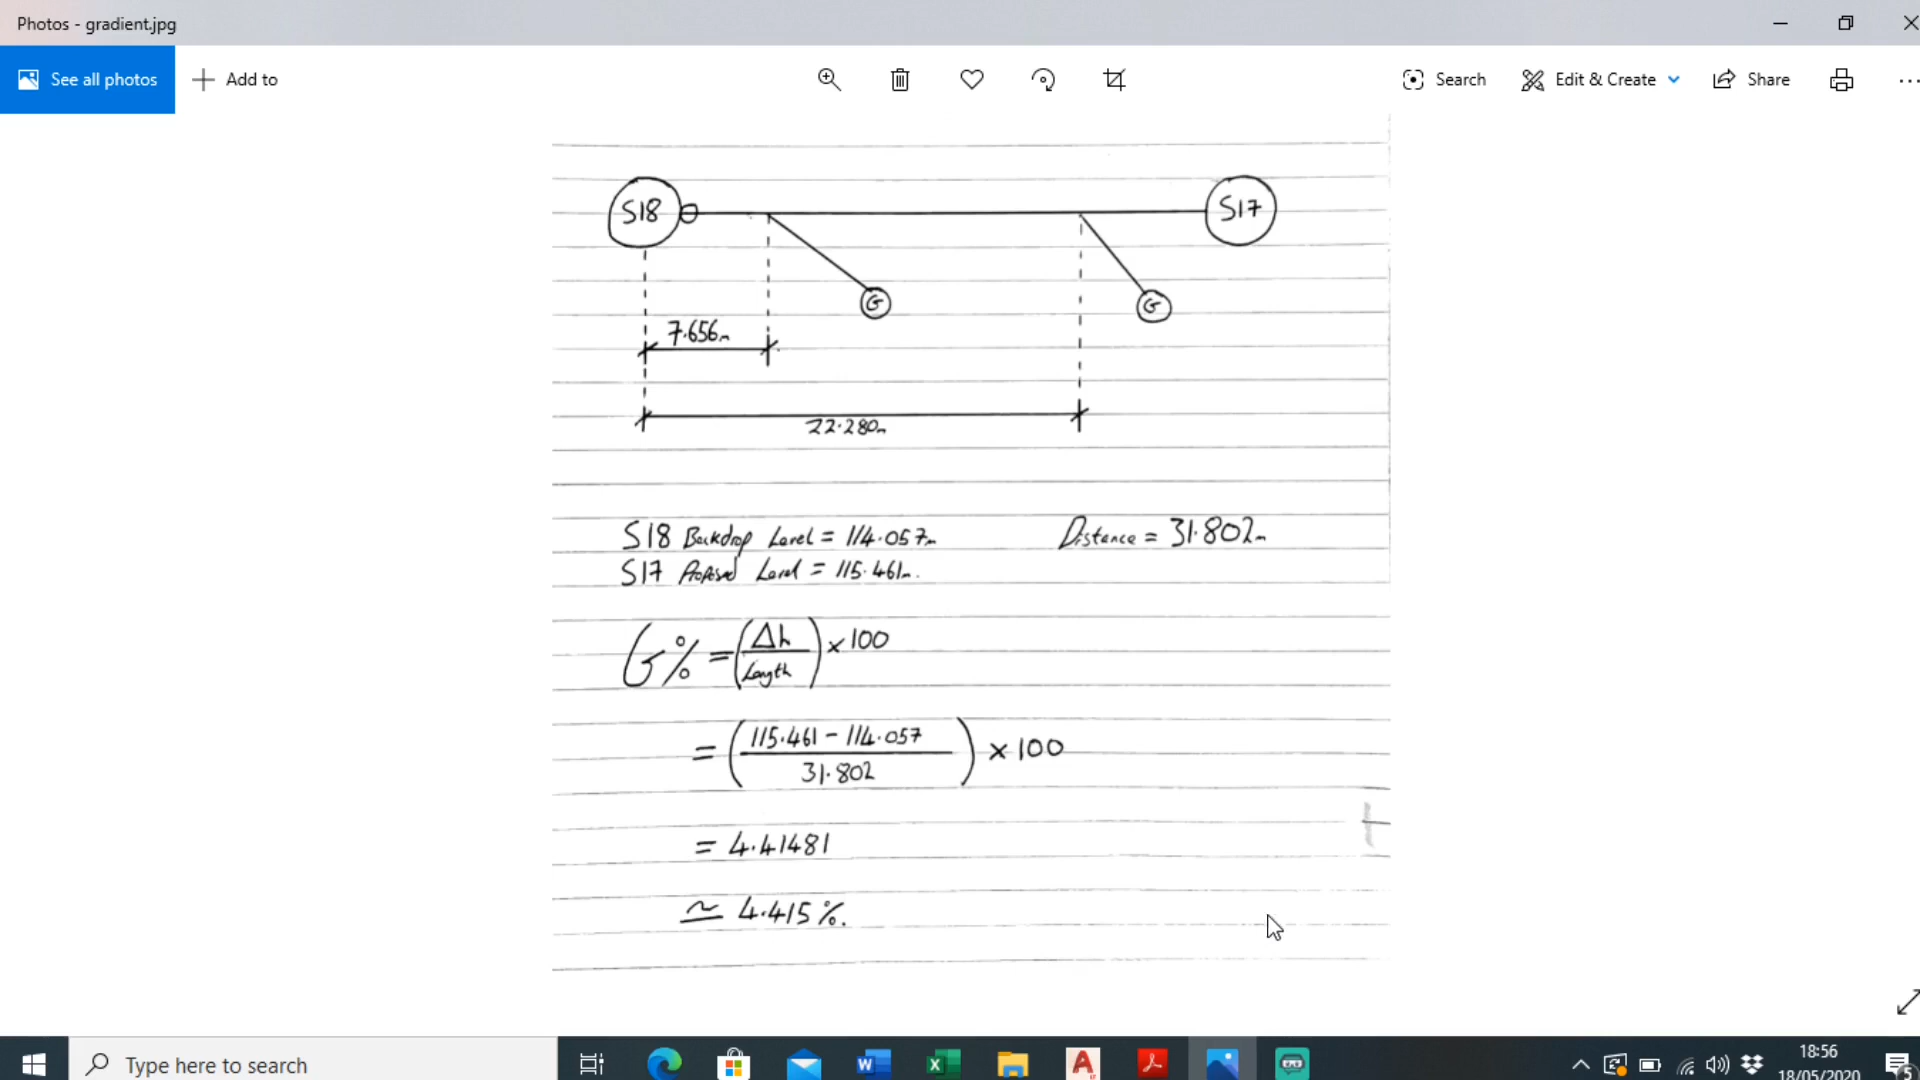 Photos - gradient.jpg
See all photos
Add to
Search
Edit & Create
Share
S18
S17
G
G
7.656m
22.280m
S18 Backdrop Level = 114.057m
Distance = 31.802m
S17 Proposed Level = 115.461m.
G% = (Δh / Length) × 100
= (115.461 - 114.057 / 31.802) × 100
= 4.41481
≃ 4.415%.
Type here to search
18:56
18/05/2020
5